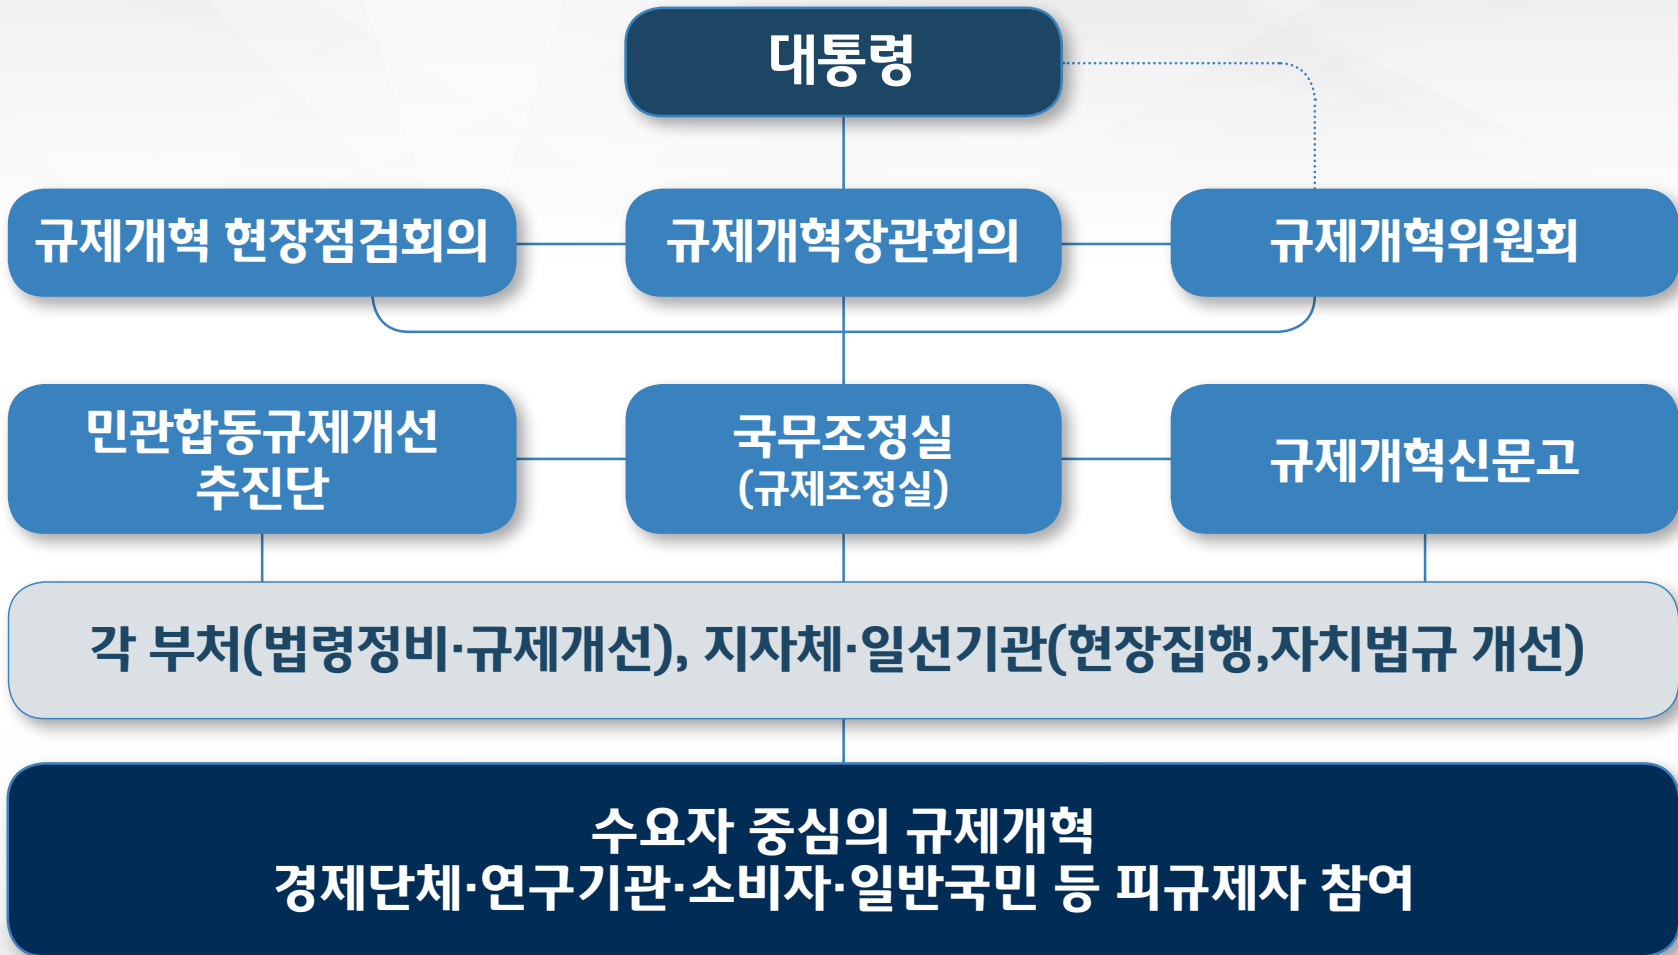 대통령
규제개혁 현장점검회의
규제개혁장관회의
규제개혁위원회
민관합동규제개선
추진단
국무조정실
(규제조정실)
규제개혁신문고
각 부처(법령정비·규제개선), 지자체·일선기관(현장집행,자치법규 개선)
수요자 중심의 규제개혁
경제단체·연구기관·소비자·일반국민 등 피규제자 참여